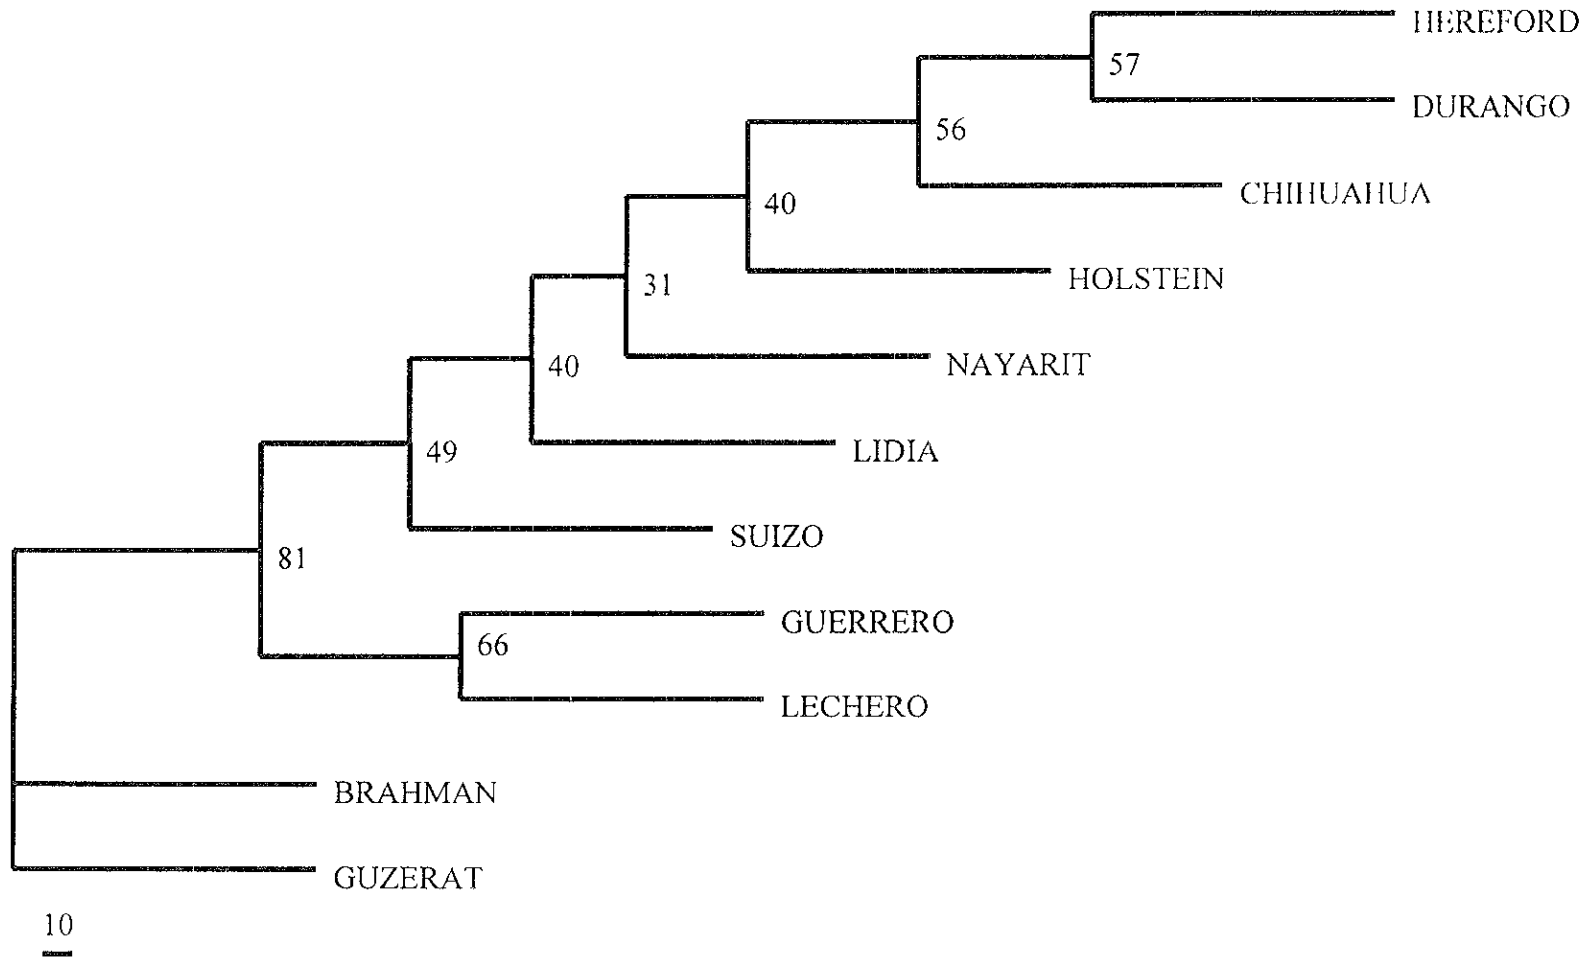 HEREFORD
57
DURANGO
56
CHIHUAHUA
40
HOLSTEIN
31
NAYARIT
40
LIDIA
49
SUIZO
81
GUERRERO
66
LECHERO
BRAHMAN
GUZERAT
10